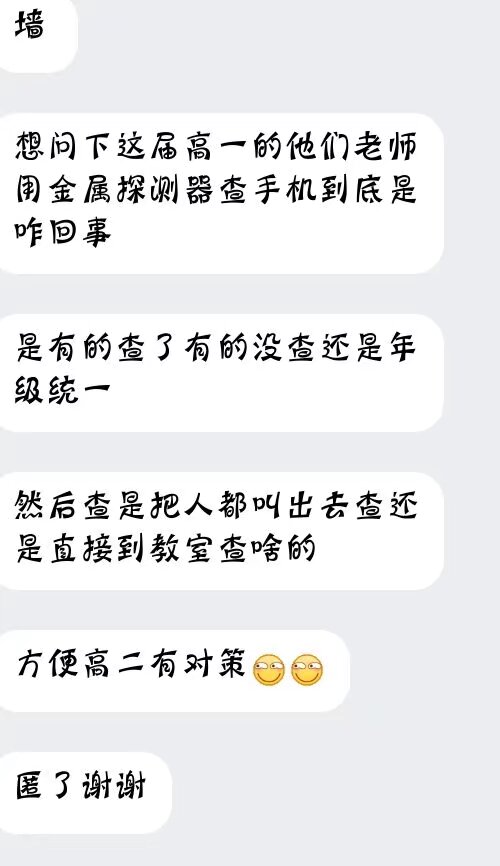 墙
想问下这届高一的他们老师
用金属探测器查手机到底是
咋回事
是有的查了有的没查还是年
级统一
然后查是把人都叫出去查还
是直接到教室查啥的
方便高二有对策
匿了谢谢